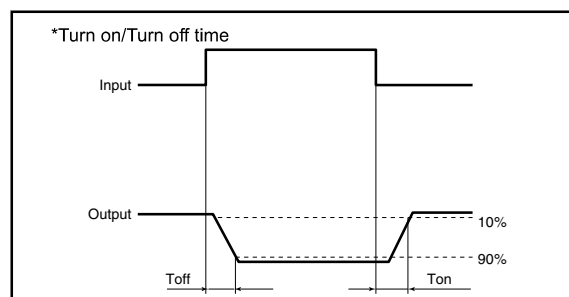 *Turn on/Turn off time
Input
Output
10%
90%
Toff
Ton